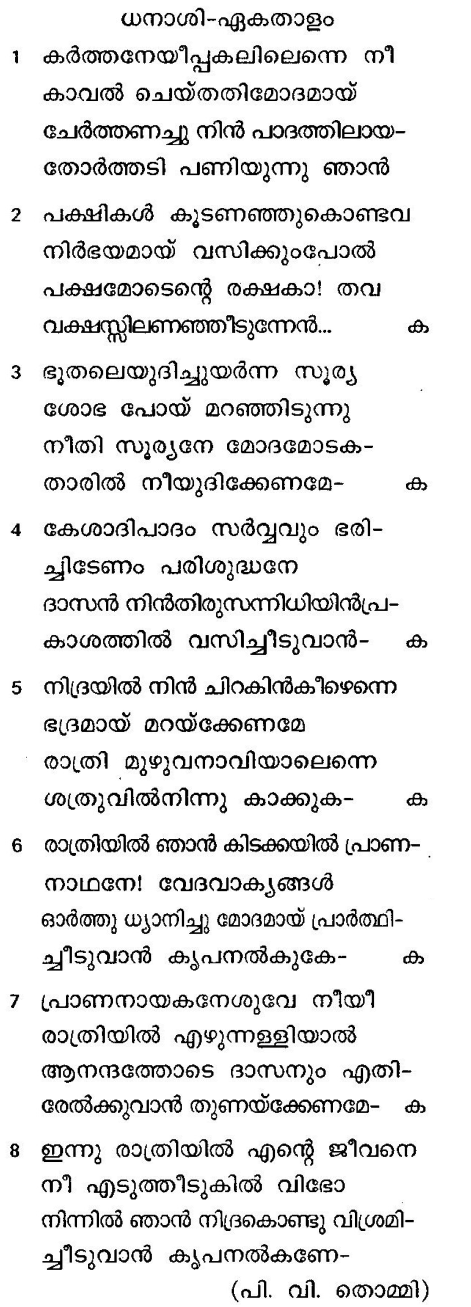 ധനാശി-ഏകതാളം
1 കർത്തനേയീപ്പകലിലെന്നെ നീ
കാവൽ ചെയ്തതിമോദമായ്
ചേർത്തണച്ചു നിൻ പാദത്തിലായ-
തോർത്തടി പണിയുന്നു ഞാൻ
2 പക്ഷികൾ കൂടണഞ്ഞുകൊണ്ടവ
നിർഭയമായ് വസിക്കുംപോൽ
പക്ഷമോടെന്റെ രക്ഷകാ! തവ
വക്ഷസ്സിലണഞ്ഞീടുന്നേൻ... ക
3 ഭൂതലെയുദിച്ചുയർന്ന സൂര്യ
ശോഭ പോയ് മറഞ്ഞിടുന്നു
നീതി സൂര്യനേ മോദമോടക-
താരിൽ നീയുദിക്കേണമേ- ക
4 കേശാദിപാദം സർവ്വവും ഭരി-
ച്ചിടേണം പരിശുദ്ധനേ
ദാസൻ നിൻതിരുസന്നിധിയിൻപ്ര-
കാശത്തിൽ വസിച്ചീടുവാൻ- ക
5 നിദ്രയിൽ നിൻ ചിറകിൻകീഴെന്നെ
ഭദ്രമായ് മറയ്ക്കേണമേ
രാത്രി മുഴുവനാവിയാലെന്നെ
ശത്രുവിൽനിന്നു കാക്കുക- ക
6 രാത്രിയിൽ ഞാൻ കിടക്കയിൽ പ്രാണ-
നാഥനേ! വേദവാക്യങ്ങൾ
ഓർത്തു ധ്യാനിച്ചു മോദമായ് പ്രാർത്ഥി-
ച്ചീടുവാൻ കൃപനൽകുകേ- ക
7 പ്രാണനായകനേശുവേ നീയീ
രാത്രിയിൽ എഴുന്നള്ളിയാൽ
ആനന്ദത്തോടെ ദാസനും എതി-
രേൽക്കുവാൻ തുണയ്ക്കേണമേ- ക
8 ഇന്നു രാത്രിയിൽ എന്റെ ജീവനെ
നീ എടുത്തീടുകിൽ വിഭോ
നിന്നിൽ ഞാൻ നിദ്രകൊണ്ടു വിശ്രമി-
ച്ചീടുവാൻ കൃപനൽകണേ-
(പി. വി. തൊമ്മി)